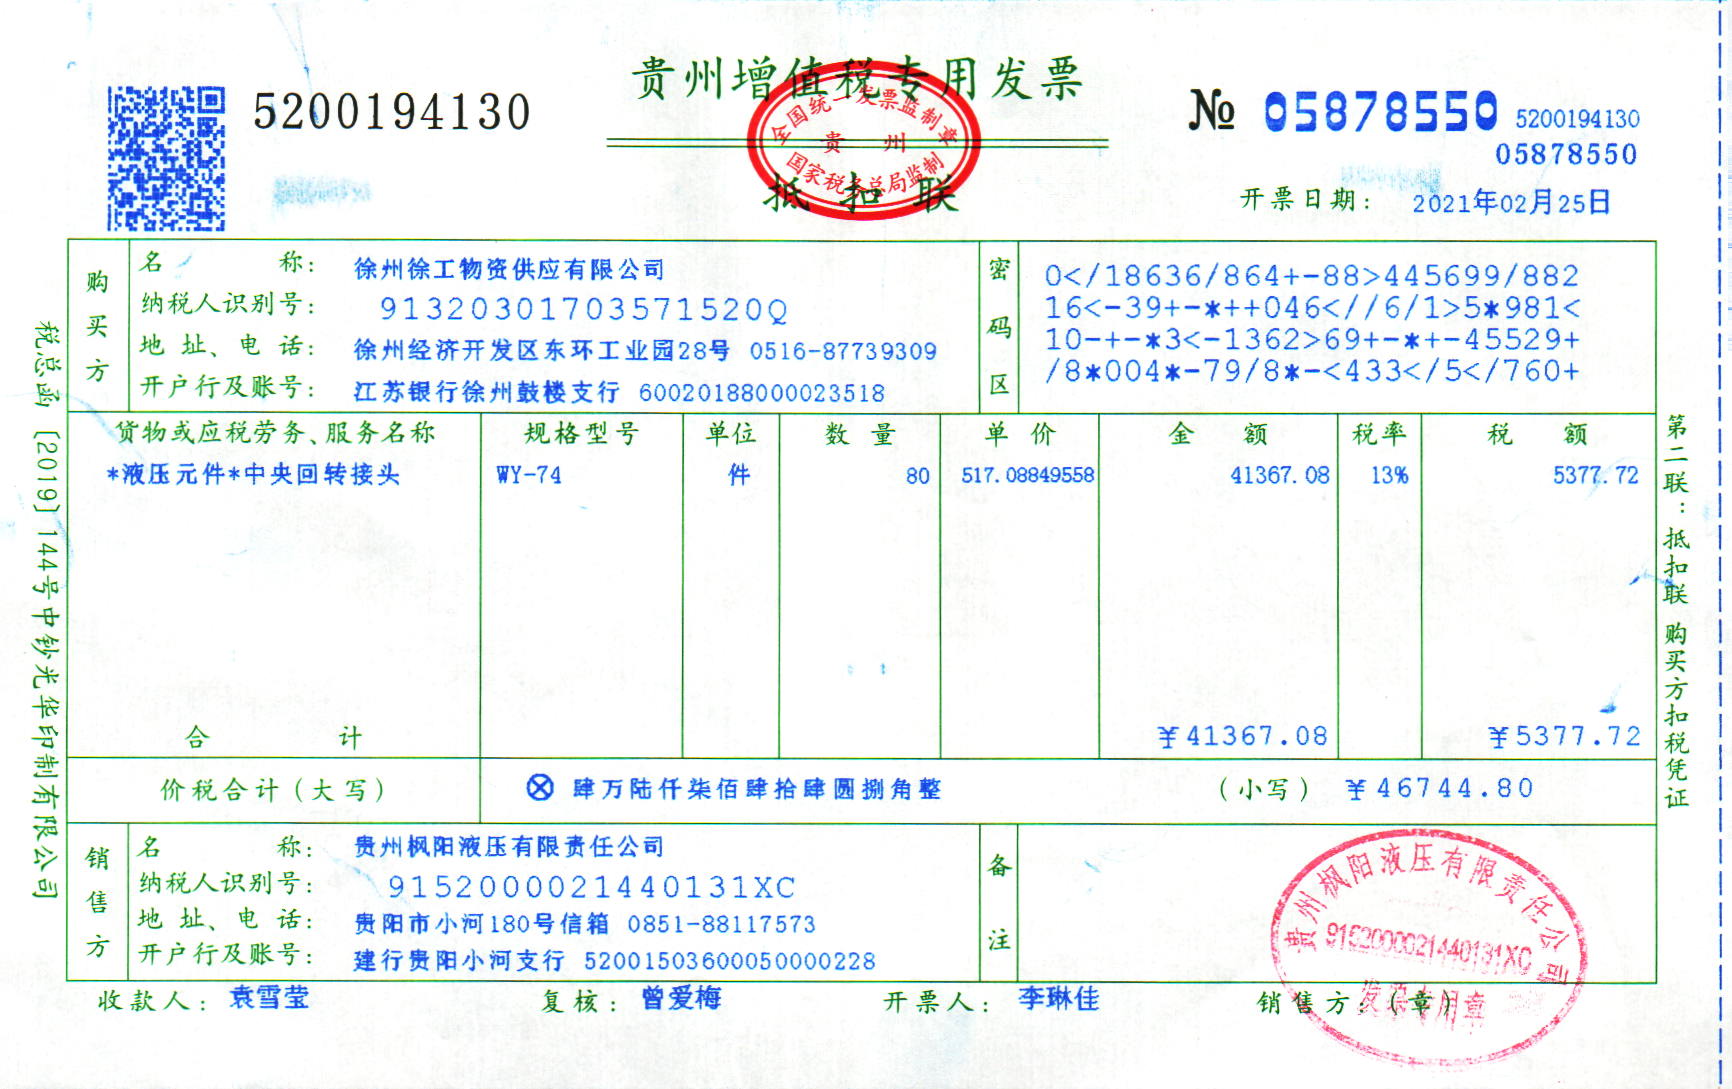 5200194130
贵州增值税专用发票
全国统一发票监制章
贵 州
国家税务总局监制
抵 扣 联
№ 05878550 5200194130
05878550
开票日期: 2021年02月25日
购买方
名 称: 徐州徐工物资供应有限公司
纳税人识别号: 91320301703571520Q
地 址、电 话: 徐州经济开发区东环工业园28号 0516-87739309
开户行及账号: 江苏银行徐州鼓楼支行 60020188000023518
密码区
0</18636/864+-88>445699/882
16<-39+-*++046<//6/1>5*981<
10-+-*3<-1362>69+-*+-45529+
/8*004*-79/8*-<433</5</760+
货物或应税劳务、服务名称 规格型号 单位 数 量 单 价 金 额 税率 税 额
*液压元件*中央回转接头 WY-74 件 80 517.08849558 41367.08 13% 5377.72
合 计 ¥41367.08 ¥5377.72
价税合计(大写) ⊗ 肆万陆仟柒佰肆拾肆圆捌角整 (小写) ¥46744.80
销售方
名 称: 贵州枫阳液压有限责任公司
纳税人识别号: 9152000021440131XC
地 址、电 话: 贵阳市小河180号信箱 0851-88117573
开户行及账号: 建行贵阳小河支行 52001503600050000228
备注
贵州枫阳液压有限责任公司
9152000021440131XC
发票专用章
收款人: 袁雪莹 复核: 曾爱梅 开票人: 李琳佳 销售方:(章)
税总函〔2019〕144号中钞光华印制有限公司
第二联:抵扣联 购买方扣税凭证